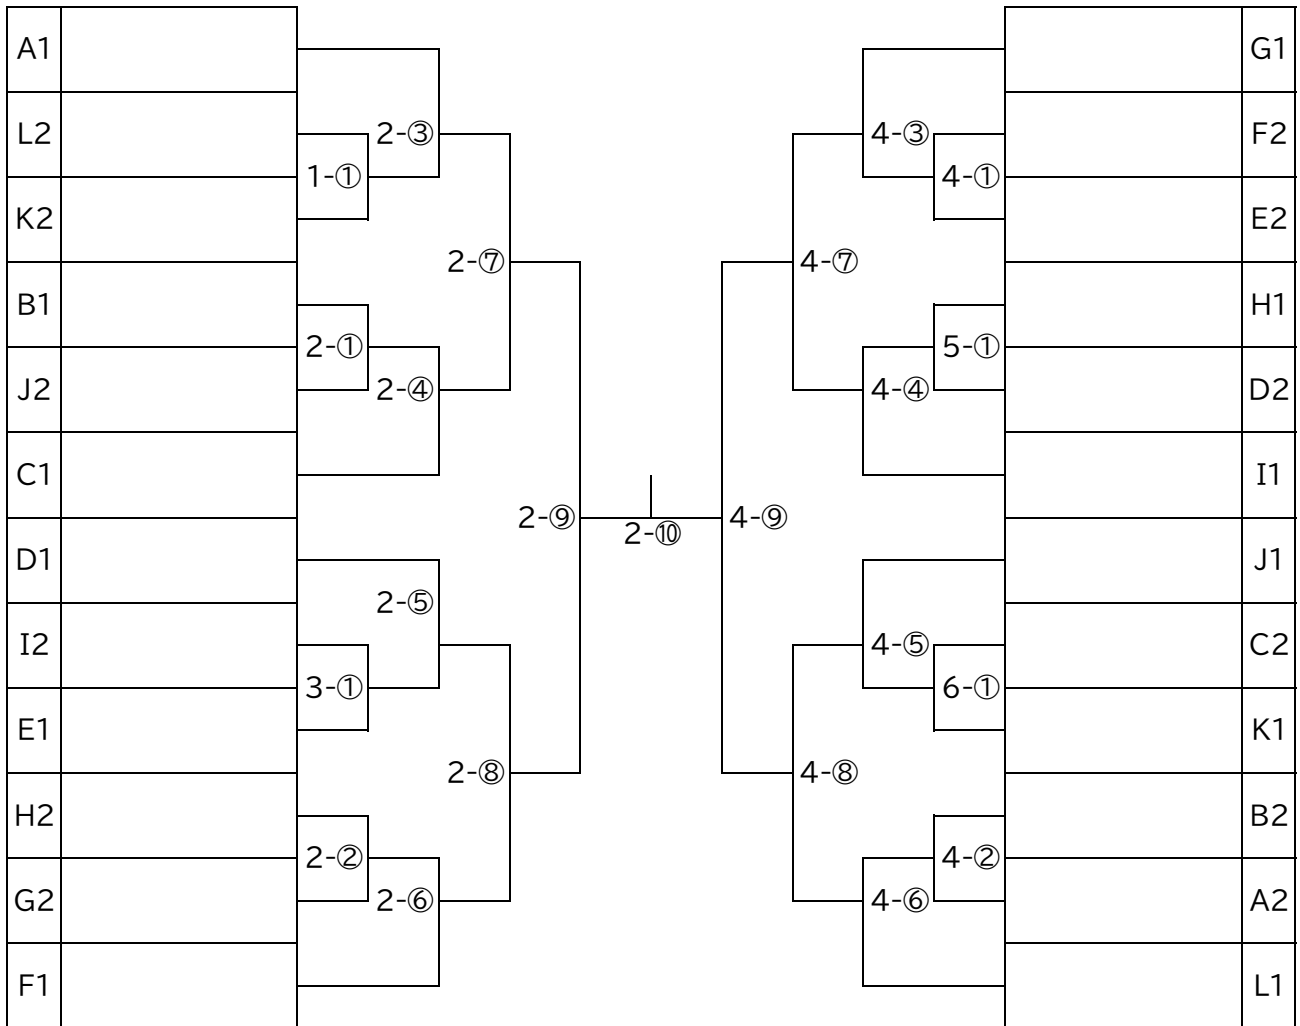 A1
L2
K2
B1
J2
C1
D1
I2
E1
H2
G2
F1
1-①
2-①
3-①
2-②
2-③
2-④
2-⑤
2-⑥
2-⑦
2-⑧
2-⑨
2-⑩
4-⑨
4-⑦
4-⑧
4-③
4-④
4-⑤
4-⑥
4-①
5-①
6-①
4-②
G1
F2
E2
H1
D2
I1
J1
C2
K1
B2
A2
L1